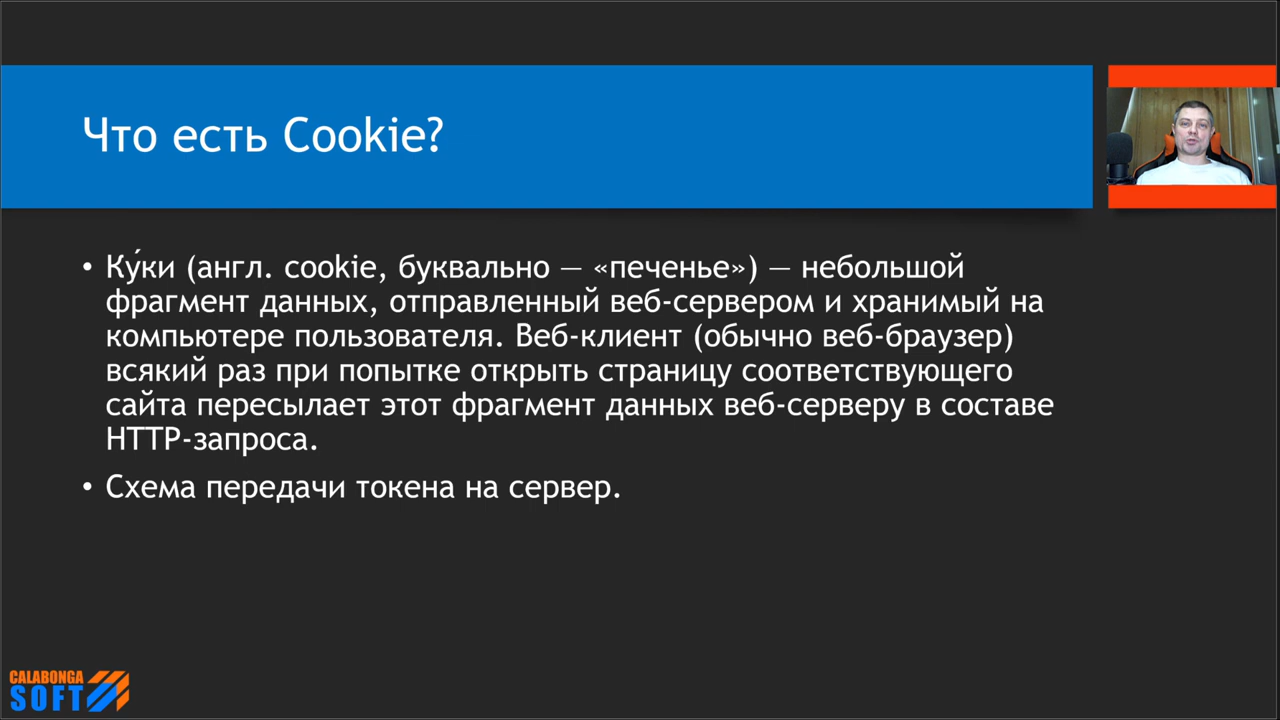 Что есть Cookie?
• Ку́ки (англ. cookie, буквально — «печенье») — небольшой
фрагмент данных, отправленный веб-сервером и хранимый на
компьютере пользователя. Веб-клиент (обычно веб-браузер)
всякий раз при попытке открыть страницу соответствующего
сайта пересылает этот фрагмент данных веб-серверу в составе
HTTP-запроса.
• Схема передачи токена на сервер.
CALABONGA
SOFT